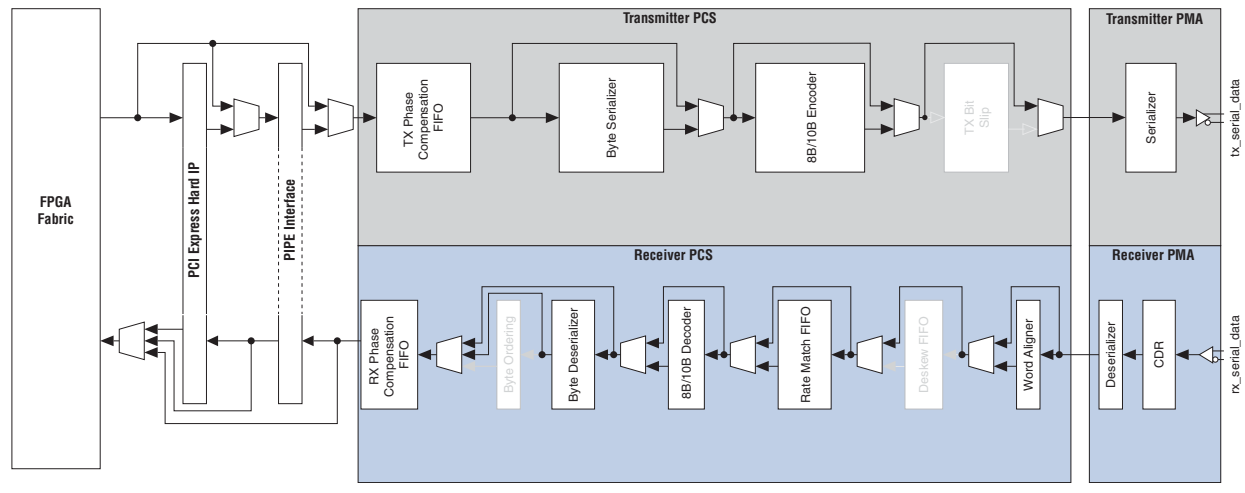 Transmitter PCS
Transmitter PMA
FPGA
Fabric
PCI Express Hard IP
PIPE Interface
TX Phase
Compensation
FIFO
Byte Serializer
8B/10B Encoder
TX Bit
Slip
Serializer
tx_serial_data
Receiver PCS
Receiver PMA
RX Phase
Compensation
FIFO
Byte Ordering
Byte Deserializer
8B/10B Decoder
Rate Match FIFO
Deskew FIFO
Word Aligner
Deserializer
CDR
rx_serial_data